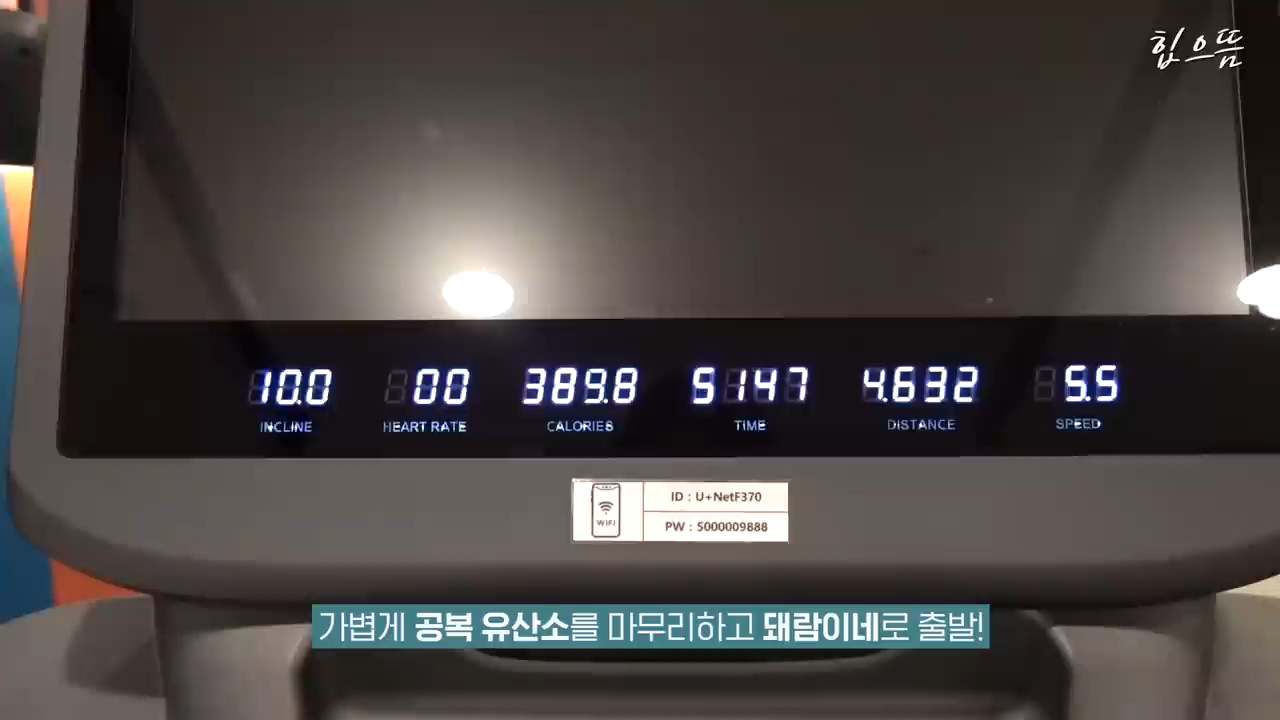 힙으뜸
10.0 00 389.8 5147 4.632 5.5
INCLINE HEART RATE CALORIES TIME DISTANCE SPEED
WIFI
ID : U+NetF370
PW : 5000009888
가볍게 공복 유산소를 마무리하고 돼람이네로 출발!